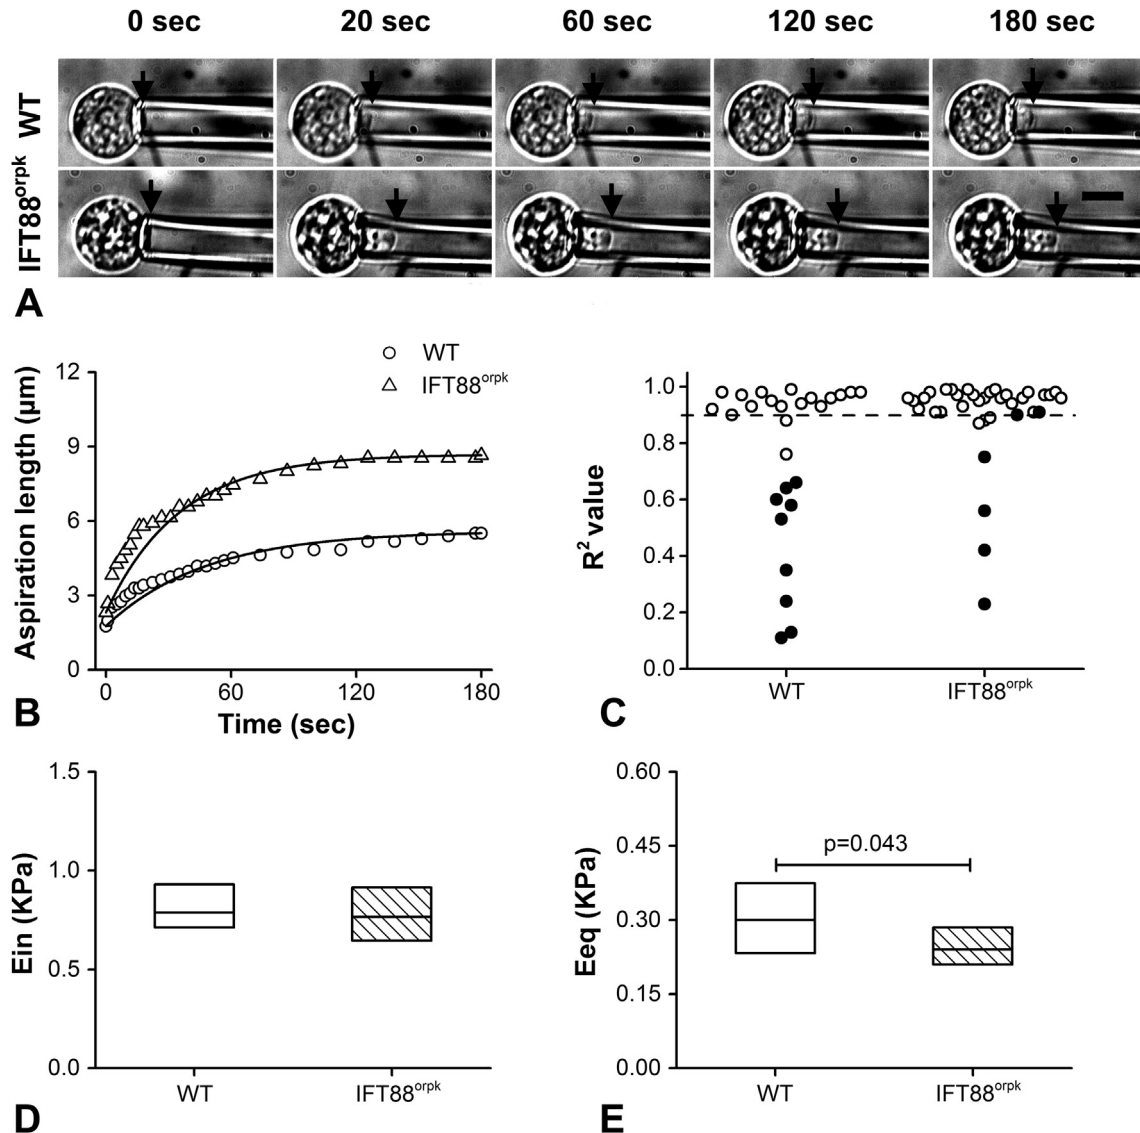 0 sec 20 sec 60 sec 120 sec 180 sec
WT
IFT88orpk
A
WT
IFT88orpk
Aspiration length (μm)
12
9
6
3
0
0 60 120 180
Time (sec)
B
R2 value
1.0
0.8
0.6
0.4
0.2
0.0
WT IFT88orpk
C
Ein (KPa)
1.5
1.0
0.5
0.0
WT IFT88orpk
D
Eeq (KPa)
0.60
0.45
0.30
0.15
0.00
p=0.043
WT IFT88orpk
E